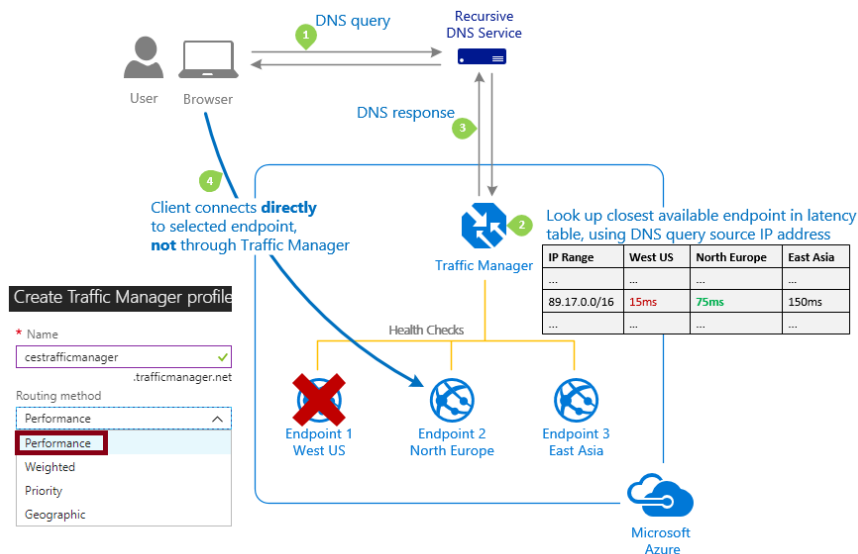 DNS query
1
Recursive
DNS Service
User
Browser
DNS response
3
4
Client connects directly
to selected endpoint,
not through Traffic Manager
2
Traffic Manager
Look up closest available endpoint in latency
table, using DNS query source IP address
IP Range West US North Europe East Asia
... ... ... ...
89.17.0.0/16 15ms 75ms 150ms
... ... ... ...
Health Checks
Endpoint 1
West US
Endpoint 2
North Europe
Endpoint 3
East Asia
Microsoft
Azure
Create Traffic Manager profile
* Name
cestrafficmanager
.trafficmanager.net
Routing method
Performance
Performance
Weighted
Priority
Geographic